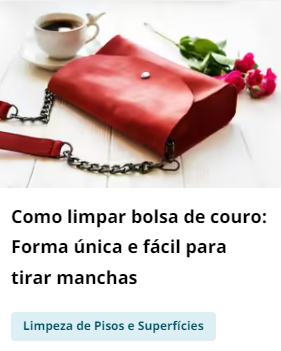 Como limpar bolsa de couro:
Forma única e fácil para
tirar manchas
Limpeza de Pisos e Superfícies